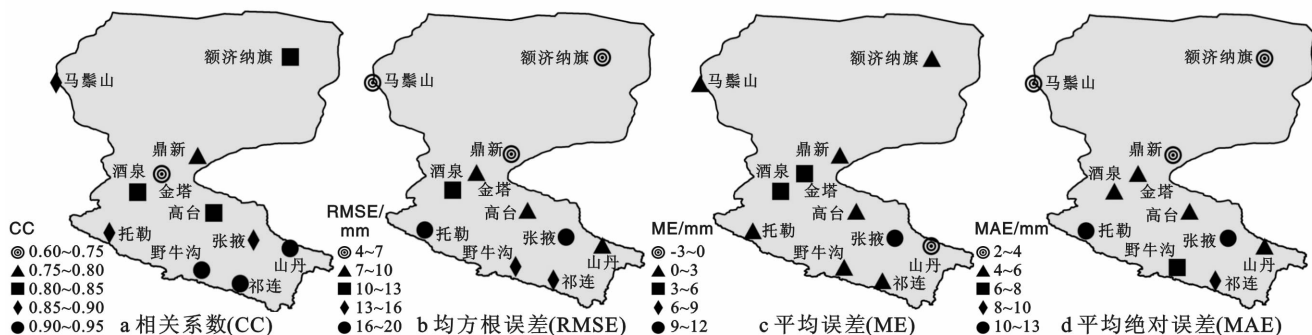 额济纳旗
马鬃山
鼎新
酒泉
金塔
高台
托勒
张掖
野牛沟
山丹
祁连
CC
0.60~0.75
0.75~0.80
0.80~0.85
0.85~0.90
0.90~0.95
a 相关系数(CC)
额济纳旗
马鬃山
鼎新
酒泉
金塔
高台
托勒
张掖
野牛沟
山丹
祁连
RMSE/
mm
4~7
7~10
10~13
13~16
16~20
b 均方根误差(RMSE)
额济纳旗
马鬃山
鼎新
酒泉
金塔
高台
托勒
张掖
野牛沟
山丹
祁连
ME/mm
-3~0
0~3
3~6
6~9
9~12
c 平均误差(ME)
额济纳旗
马鬃山
鼎新
酒泉
金塔
高台
托勒
张掖
野牛沟
山丹
祁连
MAE/mm
2~4
4~6
6~8
8~10
10~13
d 平均绝对误差(MAE)